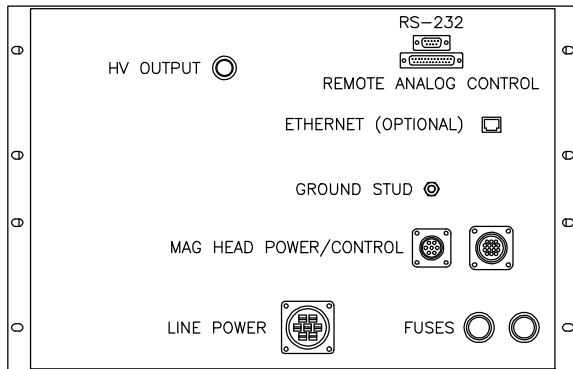 RS-232
HV OUTPUT
REMOTE ANALOG CONTROL
ETHERNET (OPTIONAL)
GROUND STUD
MAG HEAD POWER/CONTROL
LINE POWER
FUSES